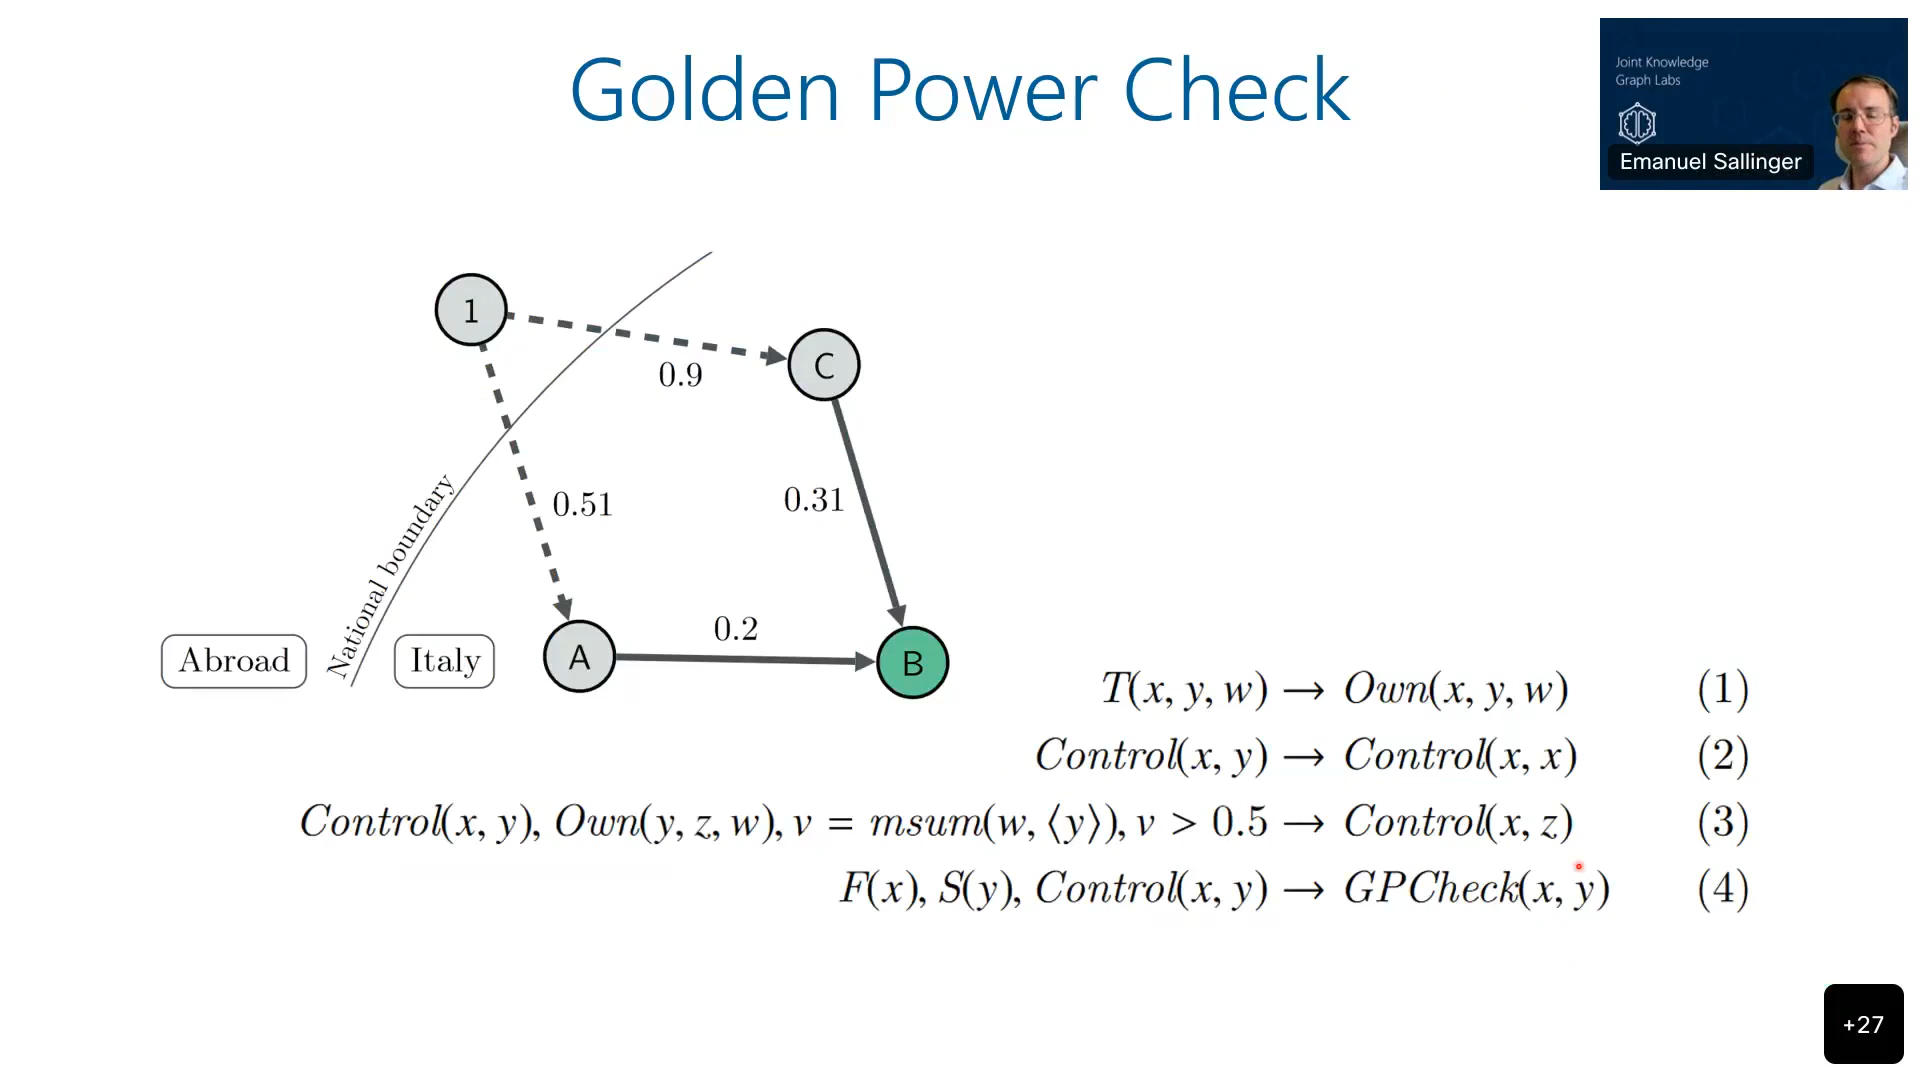 Golden Power Check
Joint Knowledge
Graph Labs
Emanuel Sallinger
1
C
0.9
0.51
0.31
National boundary
0.2
Abroad
Italy
A
B
T(x, y, w) → Own(x, y, w) (1)
Control(x, y) → Control(x, x) (2)
Control(x, y), Own(y, z, w), v = msum(w, ⟨y⟩), v > 0.5 → Control(x, z) (3)
F(x), S(y), Control(x, y) → GPCheck(x, y) (4)
+27